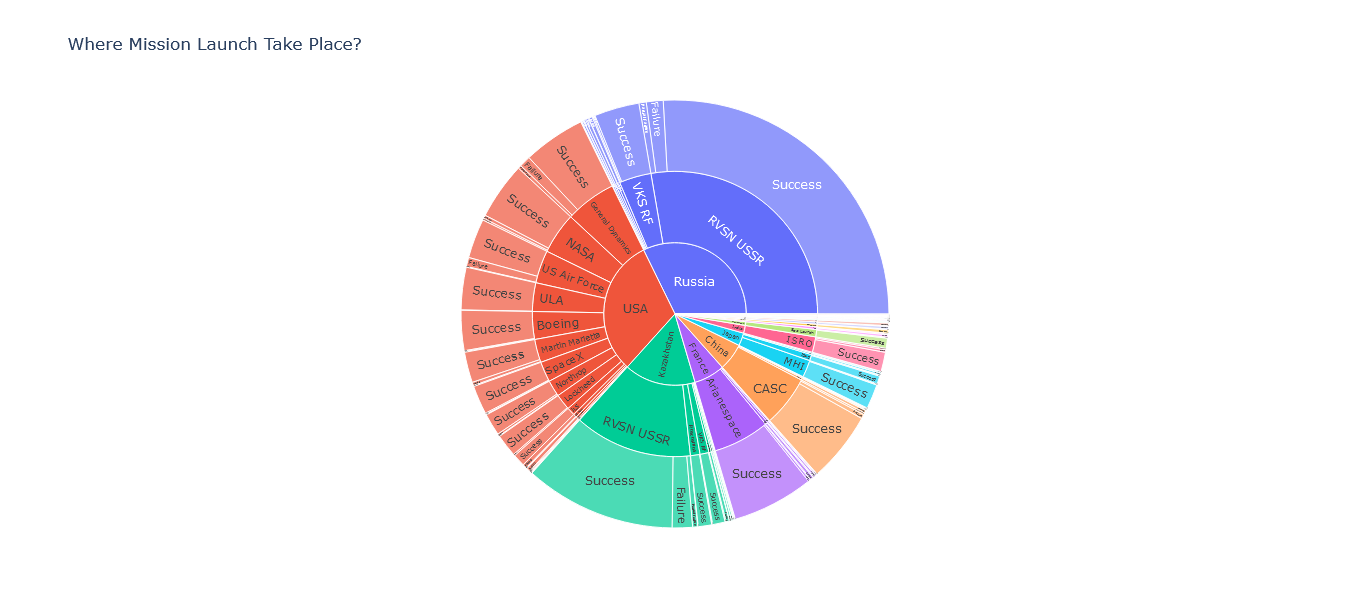 Where Mission Launch Take Place?
Russia
RVSN USSR
Success
Failure
VKS RF
Success
USA
General Dynamics
Success
Failure
NASA
Success
US Air Force
Success
Failure
ULA
Success
Boeing
Success
Martin Marietta
Success
SpaceX
Success
Northrop
Success
Lockheed
Success
Success
Kazakhstan
RVSN USSR
Success
Failure
Success
Success
France
Arianespace
Success
China
CASC
Success
Japan
MHI
Success
Success
ISRO
Success
Success